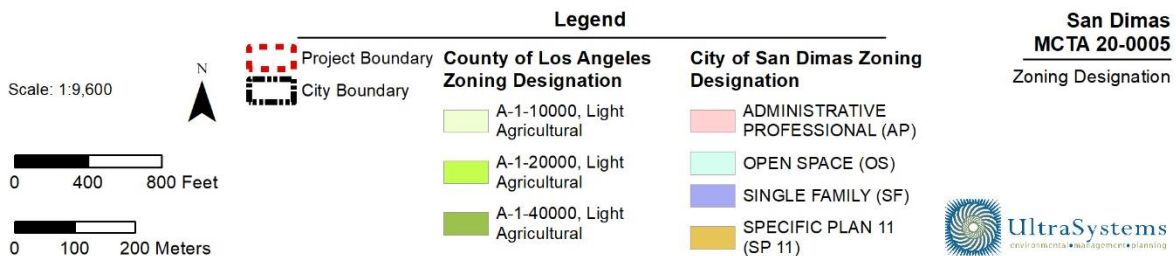 Legend
San Dimas
MCTA 20-0005
Zoning Designation
Scale: 1:9,600
N
0 400 800 Feet
0 100 200 Meters
Project Boundary
City Boundary
County of Los Angeles
Zoning Designation
A-1-10000, Light
Agricultural
A-1-20000, Light
Agricultural
A-1-40000, Light
Agricultural
City of San Dimas Zoning
Designation
ADMINISTRATIVE
PROFESSIONAL (AP)
OPEN SPACE (OS)
SINGLE FAMILY (SF)
SPECIFIC PLAN 11
(SP 11)
UltraSystems
environmental•management•planning